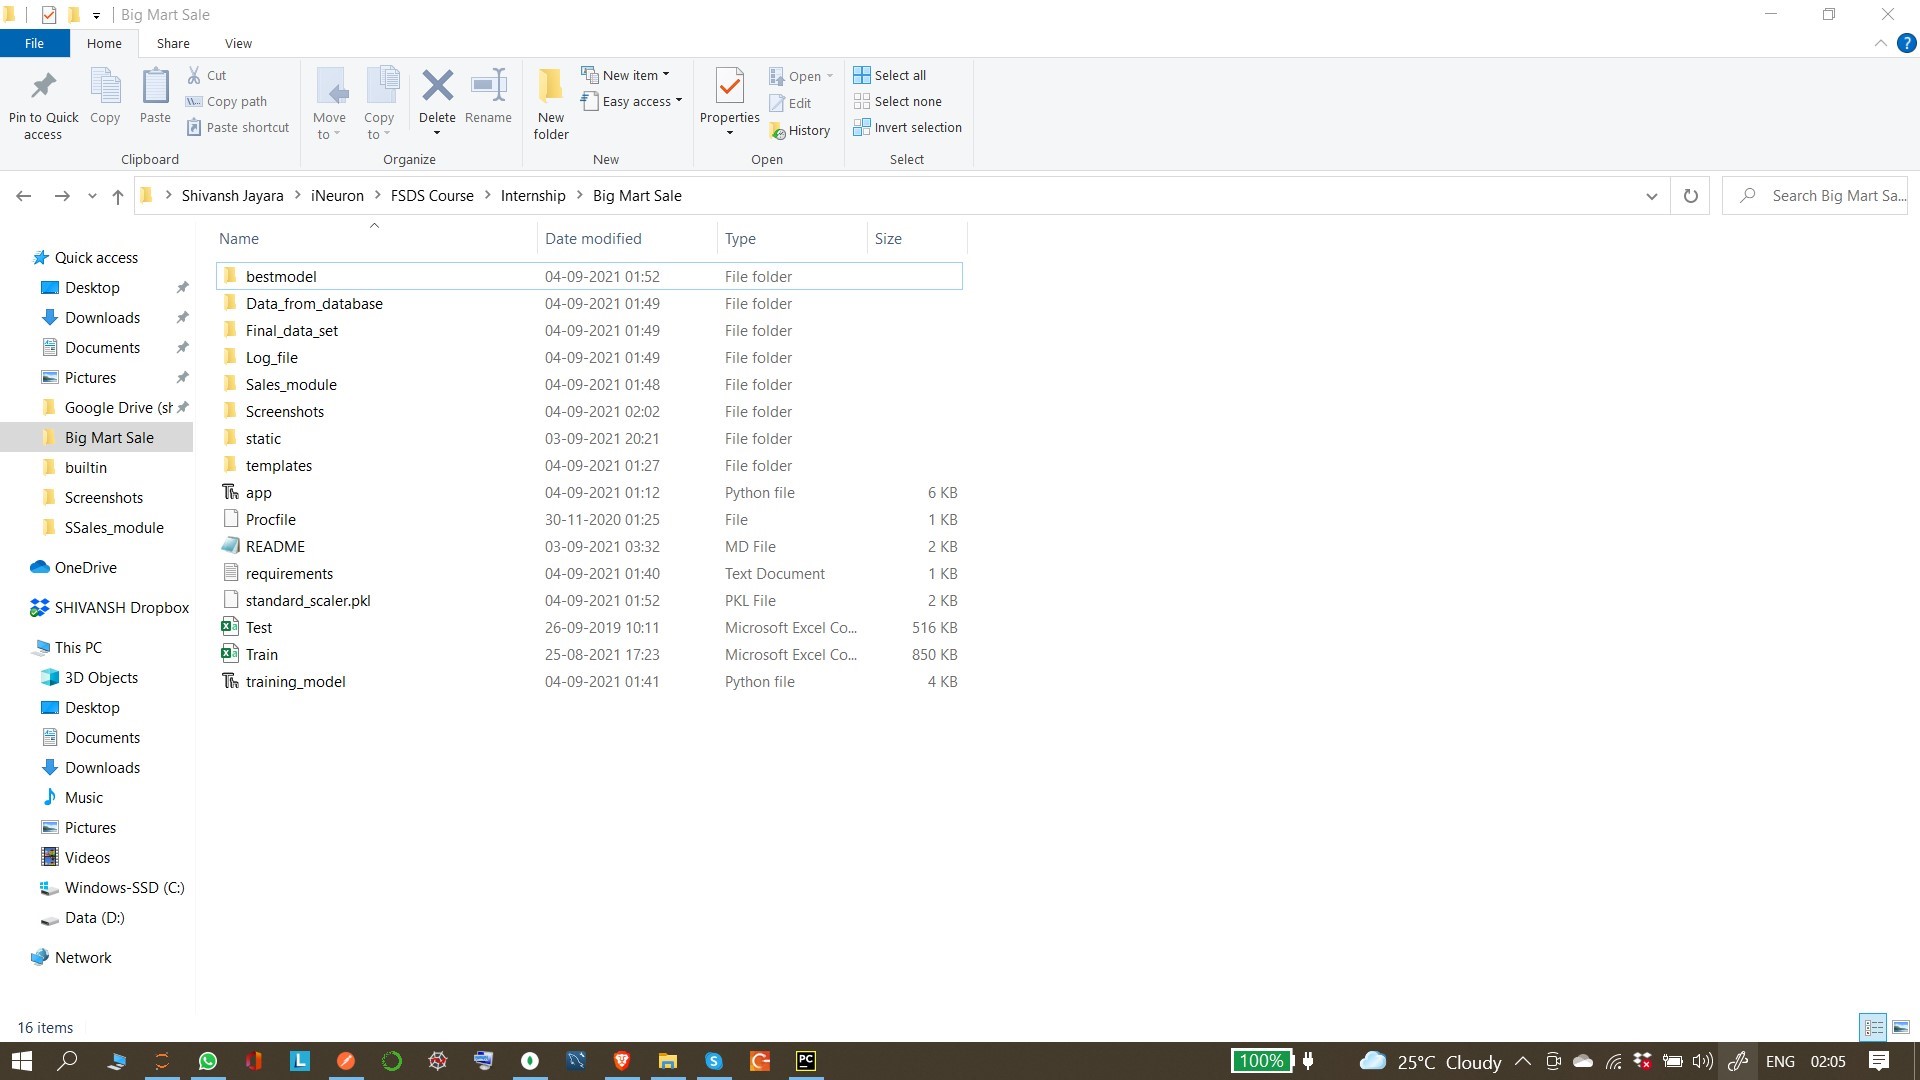 Big Mart Sale
File Home Share View
Pin to Quick access
Copy
Paste
Cut
Copy path
Paste shortcut
Clipboard
Move to
Copy to
Delete
Rename
Organize
New folder
New item
Easy access
New
Properties
Open
Edit
History
Open
Select all
Select none
Invert selection
Select
Shivansh Jayara > iNeuron > FSDS Course > Internship > Big Mart Sale
Search Big Mart Sa...
Quick access
Desktop
Downloads
Documents
Pictures
Google Drive (sh
Big Mart Sale
builtin
Screenshots
SSales_module
OneDrive
SHIVANSH Dropbox
This PC
3D Objects
Desktop
Documents
Downloads
Music
Pictures
Videos
Windows-SSD (C:)
Data (D:)
Network
Name Date modified Type Size
bestmodel 04-09-2021 01:52 File folder
Data_from_database 04-09-2021 01:49 File folder
Final_data_set 04-09-2021 01:49 File folder
Log_file 04-09-2021 01:49 File folder
Sales_module 04-09-2021 01:48 File folder
Screenshots 04-09-2021 02:02 File folder
static 03-09-2021 20:21 File folder
templates 04-09-2021 01:27 File folder
app 04-09-2021 01:12 Python file 6 KB
Procfile 30-11-2020 01:25 File 1 KB
README 03-09-2021 03:32 MD File 2 KB
requirements 04-09-2021 01:40 Text Document 1 KB
standard_scaler.pkl 04-09-2021 01:52 PKL File 2 KB
Test 26-09-2019 10:11 Microsoft Excel Co... 516 KB
Train 25-08-2021 17:23 Microsoft Excel Co... 850 KB
training_model 04-09-2021 01:41 Python file 4 KB
16 items
100% 25°C Cloudy ENG 02:05